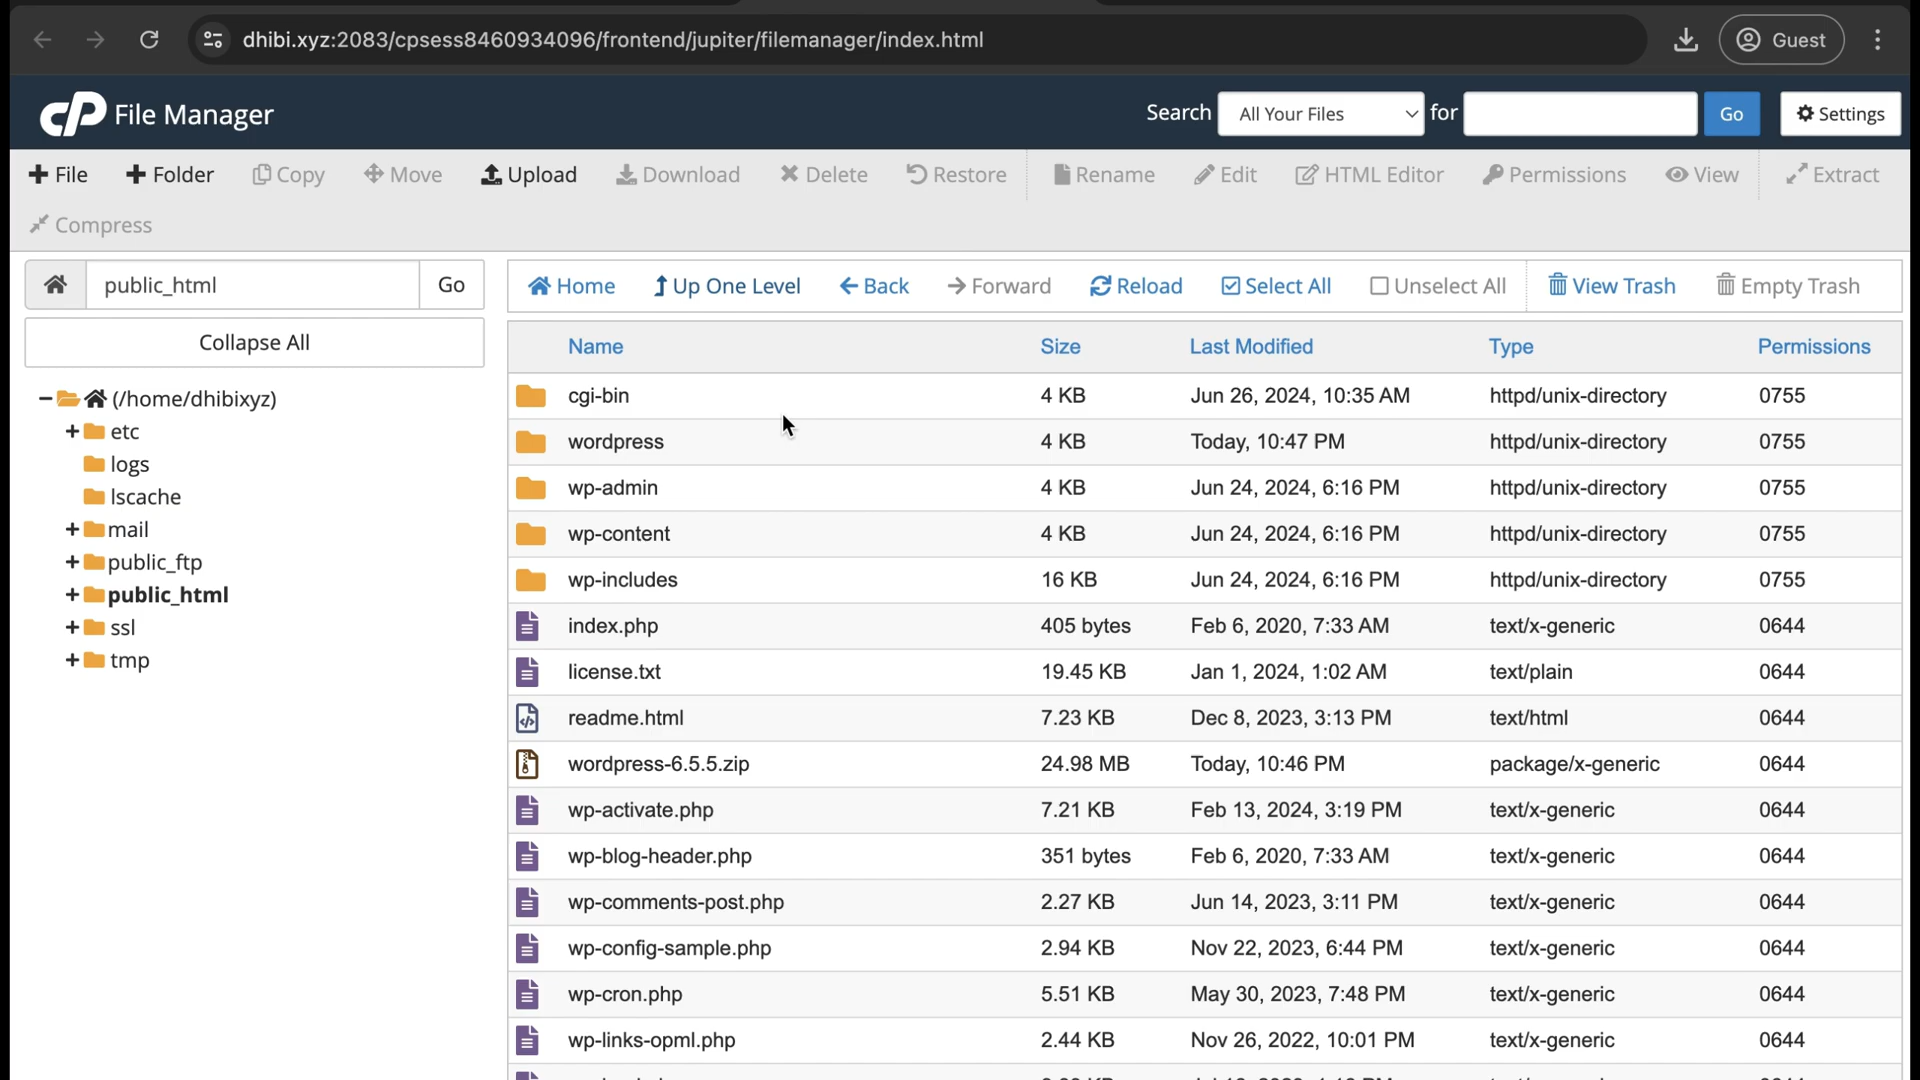 dhibi.xyz:2083/cpsess8460934096/frontend/jupiter/filemanager/index.html Guest
cP File Manager Search All Your Files for Go Settings
File Folder Copy Move Upload Download Delete Restore Rename Edit HTML Editor Permissions View Extract
Compress
public_html Go
Home Up One Level Back Forward Reload Select All Unselect All View Trash Empty Trash
Collapse All
(/home/dhibixyz)
etc
logs
lscache
mail
public_ftp
public_html
ssl
tmp
Name Size Last Modified Type Permissions
cgi-bin 4 KB Jun 26, 2024, 10:35 AM httpd/unix-directory 0755
wordpress 4 KB Today, 10:47 PM httpd/unix-directory 0755
wp-admin 4 KB Jun 24, 2024, 6:16 PM httpd/unix-directory 0755
wp-content 4 KB Jun 24, 2024, 6:16 PM httpd/unix-directory 0755
wp-includes 16 KB Jun 24, 2024, 6:16 PM httpd/unix-directory 0755
index.php 405 bytes Feb 6, 2020, 7:33 AM text/x-generic 0644
license.txt 19.45 KB Jan 1, 2024, 1:02 AM text/plain 0644
readme.html 7.23 KB Dec 8, 2023, 3:13 PM text/html 0644
wordpress-6.5.5.zip 24.98 MB Today, 10:46 PM package/x-generic 0644
wp-activate.php 7.21 KB Feb 13, 2024, 3:19 PM text/x-generic 0644
wp-blog-header.php 351 bytes Feb 6, 2020, 7:33 AM text/x-generic 0644
wp-comments-post.php 2.27 KB Jun 14, 2023, 3:11 PM text/x-generic 0644
wp-config-sample.php 2.94 KB Nov 22, 2023, 6:44 PM text/x-generic 0644
wp-cron.php 5.51 KB May 30, 2023, 7:48 PM text/x-generic 0644
wp-links-opml.php 2.44 KB Nov 26, 2022, 10:01 PM text/x-generic 0644